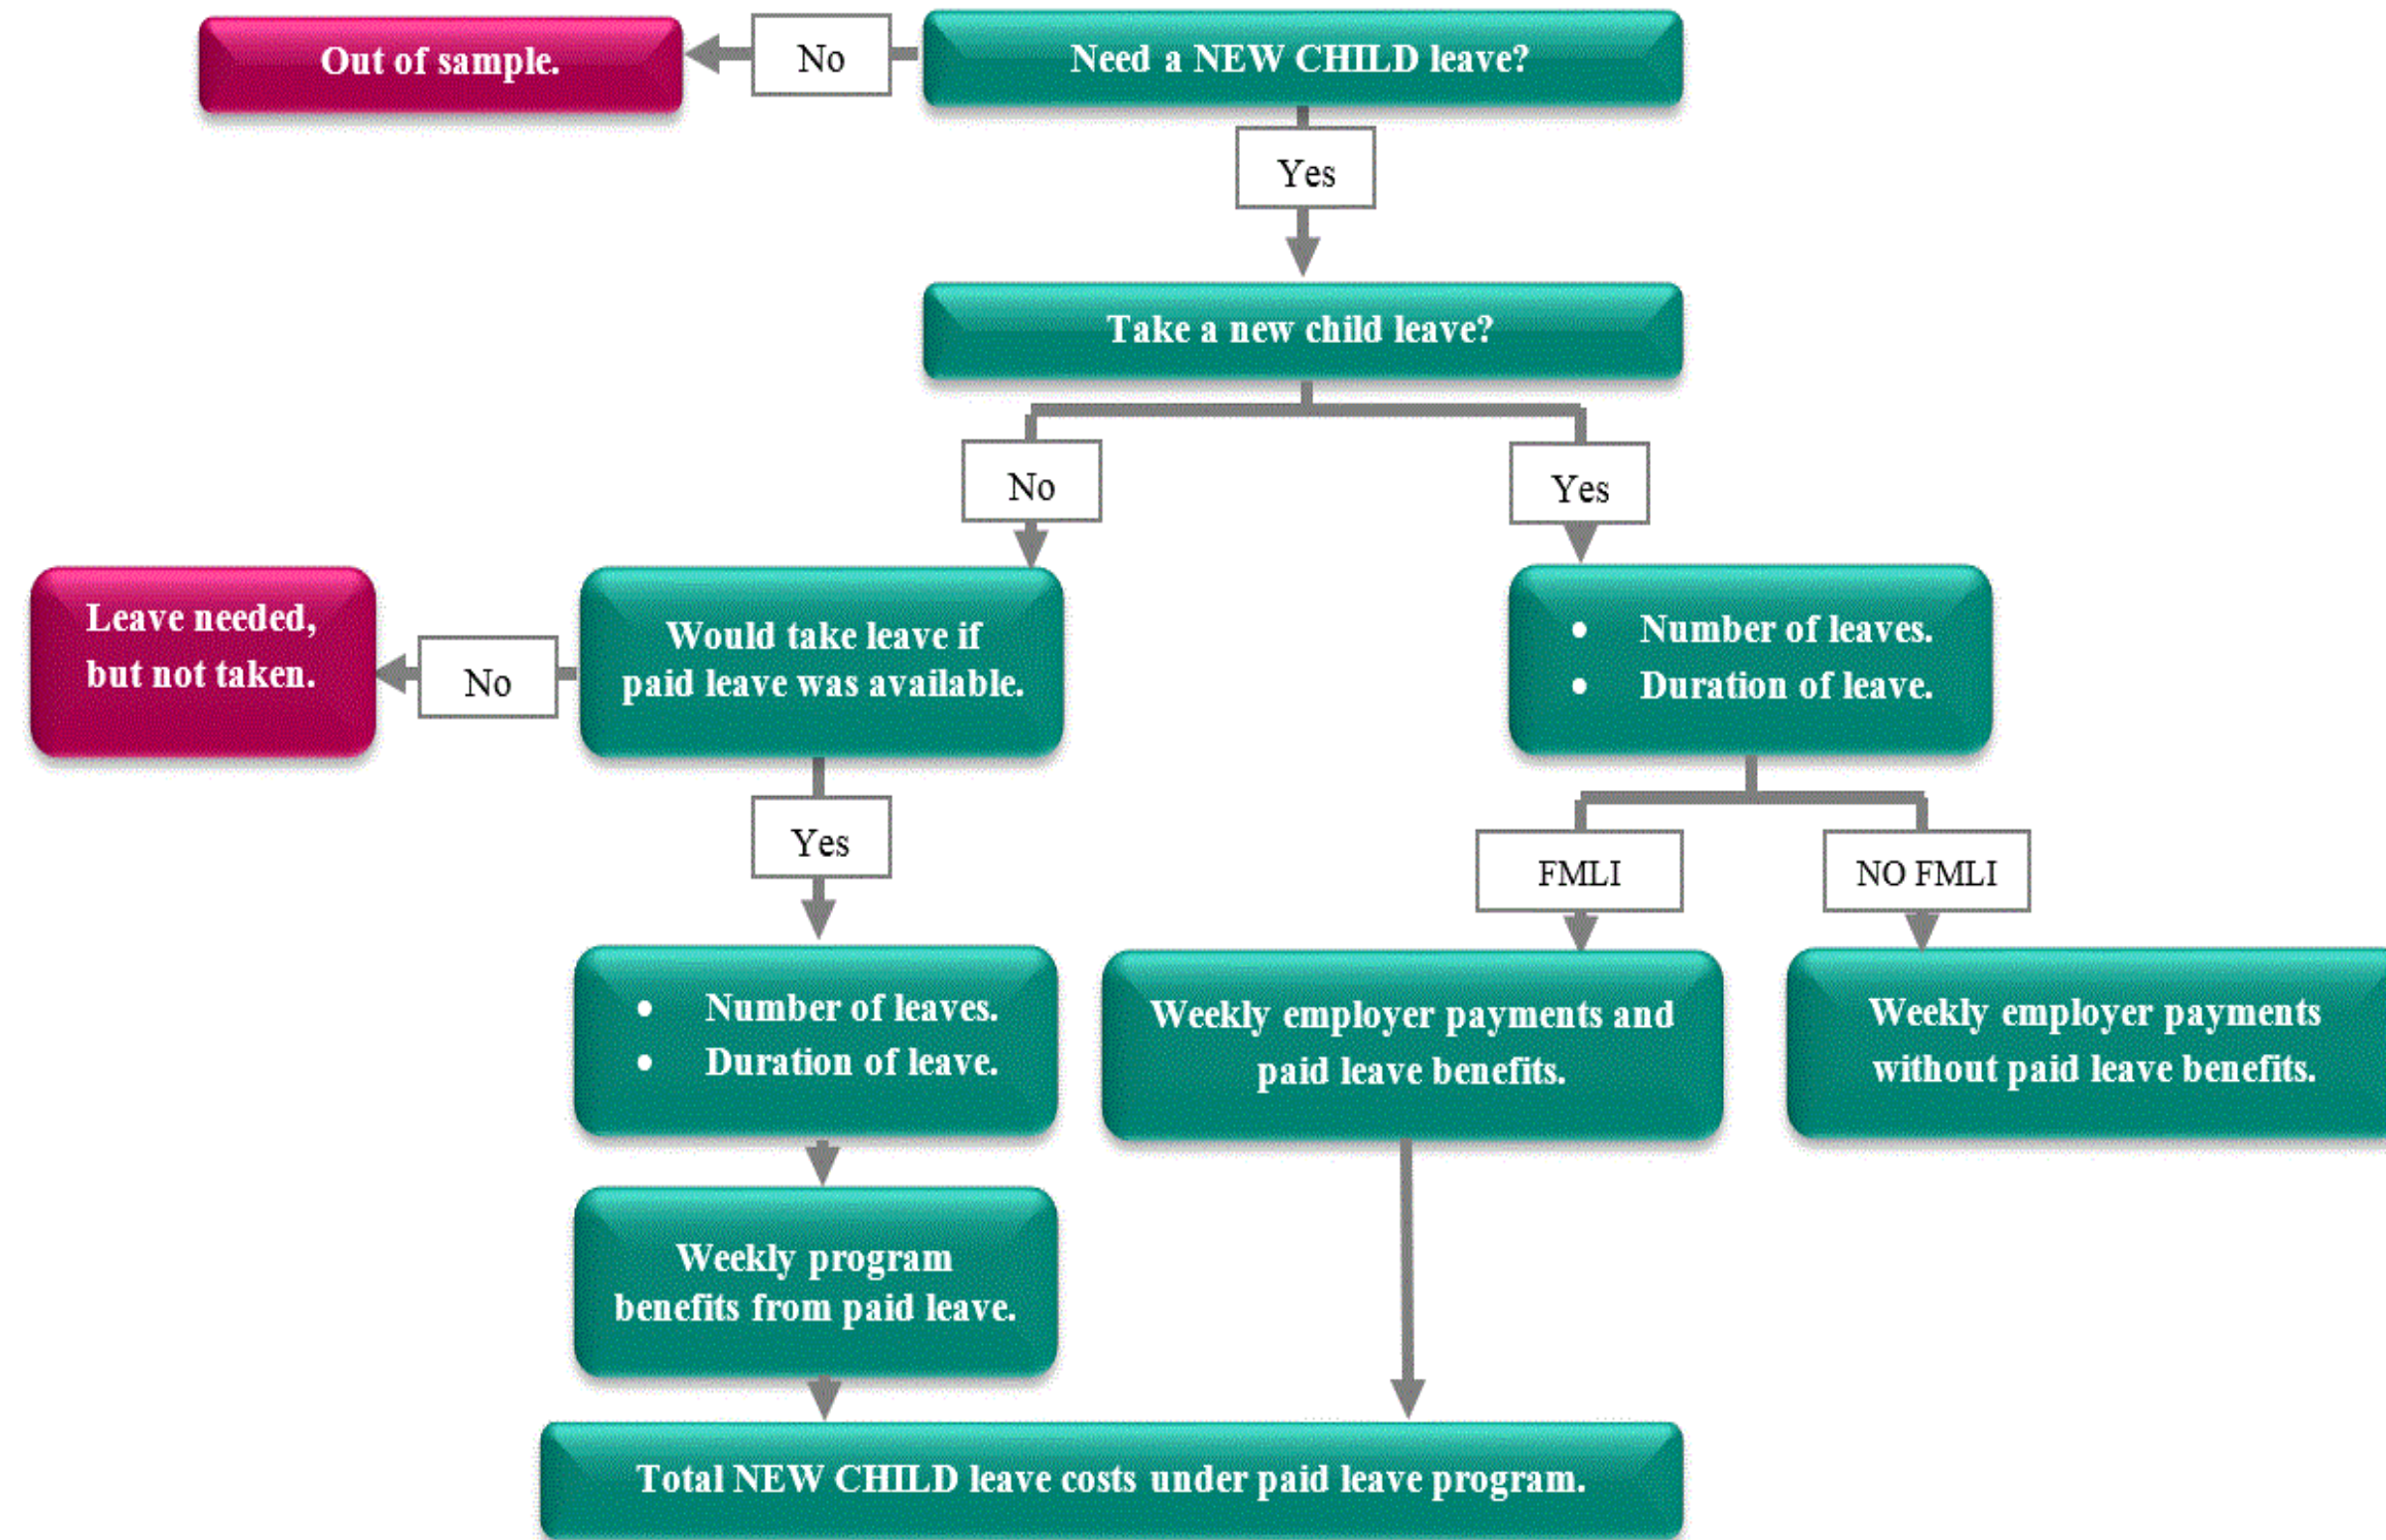 Out of sample.
No
Need a NEW CHILD leave?
Yes
Take a new child leave?
No
Yes
Leave needed,
but not taken.
No
Would take leave if
paid leave was available.
• Number of leaves.
• Duration of leave.
Yes
FMLI
NO FMLI
• Number of leaves.
• Duration of leave.
Weekly employer payments and
paid leave benefits.
Weekly employer payments
without paid leave benefits.
Weekly program
benefits from paid leave.
Total NEW CHILD leave costs under paid leave program.